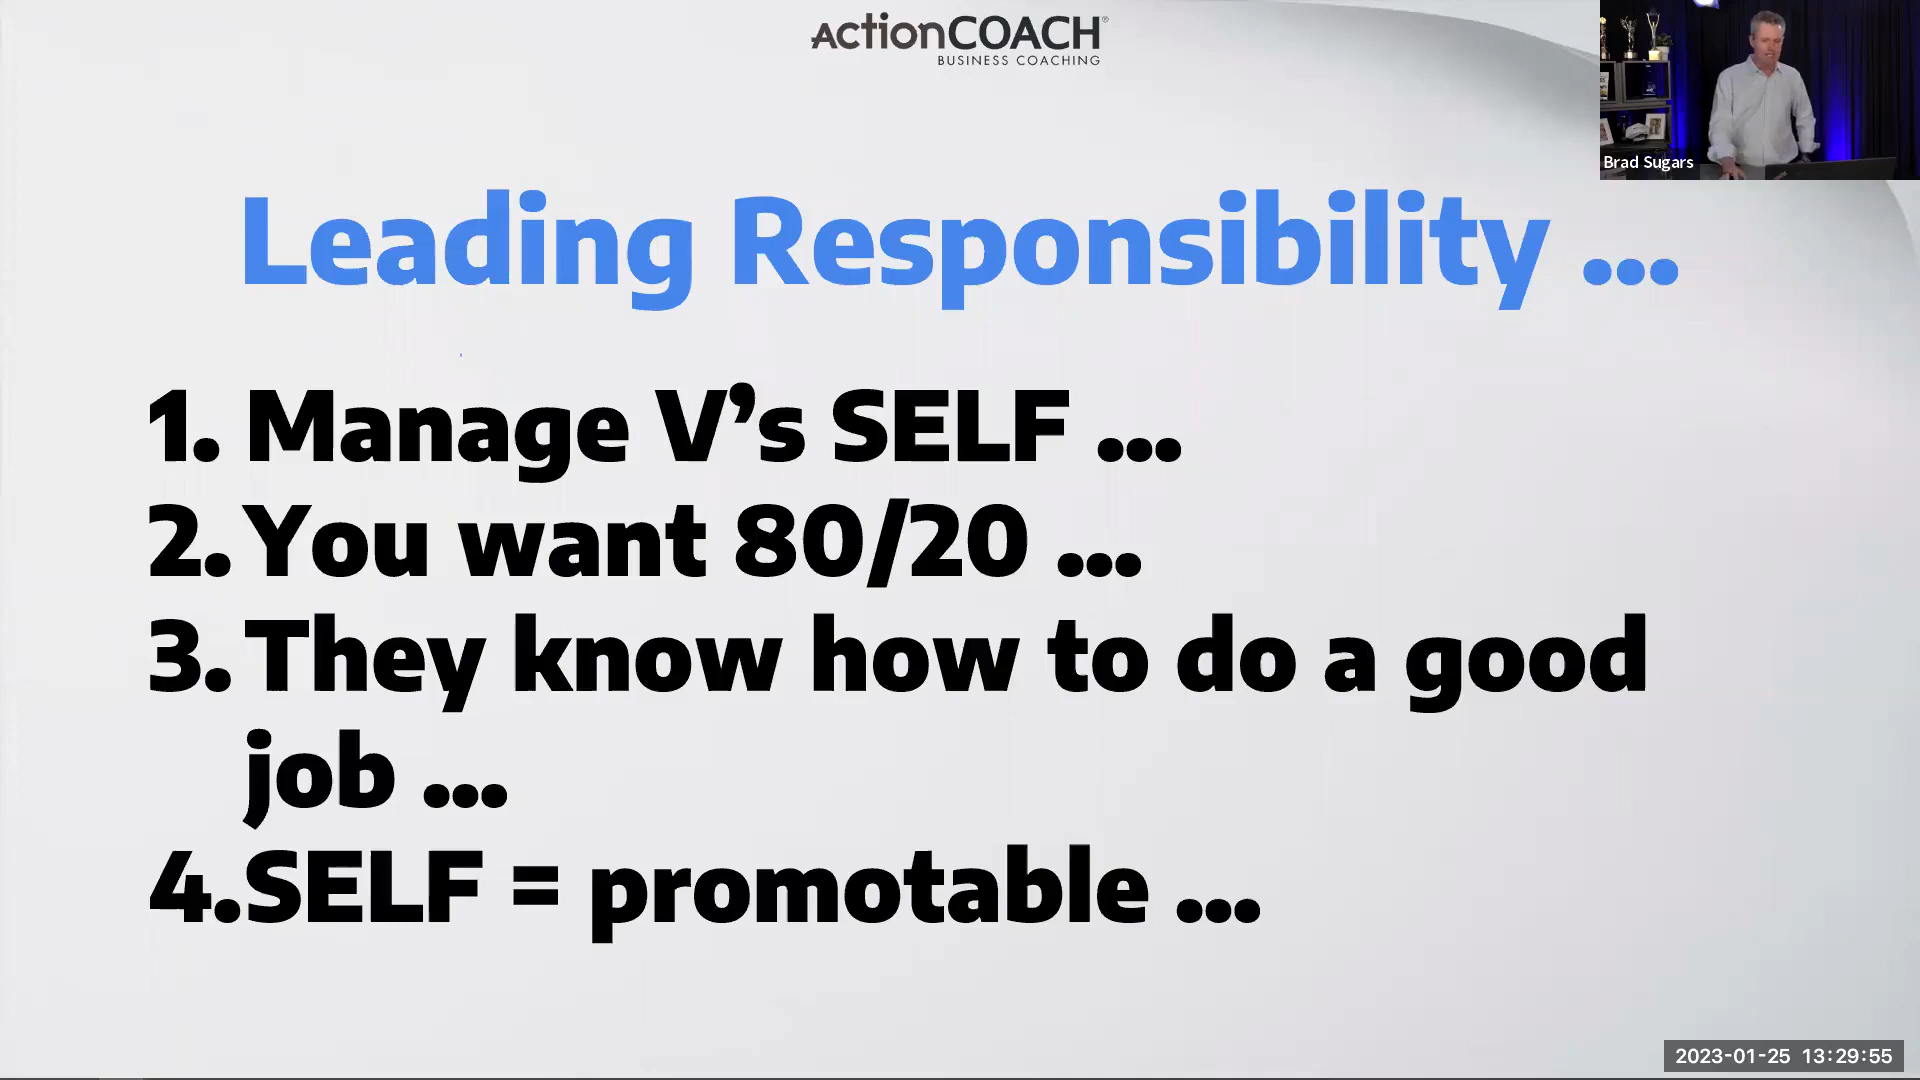 actionCOACH®
BUSINESS COACHING
Brad Sugars
Leading Responsibility ...
1. Manage V’s SELF ...
2. You want 80/20 ...
3. They know how to do a good
job ...
4. SELF = promotable ...
2023-01-25 13:29:55